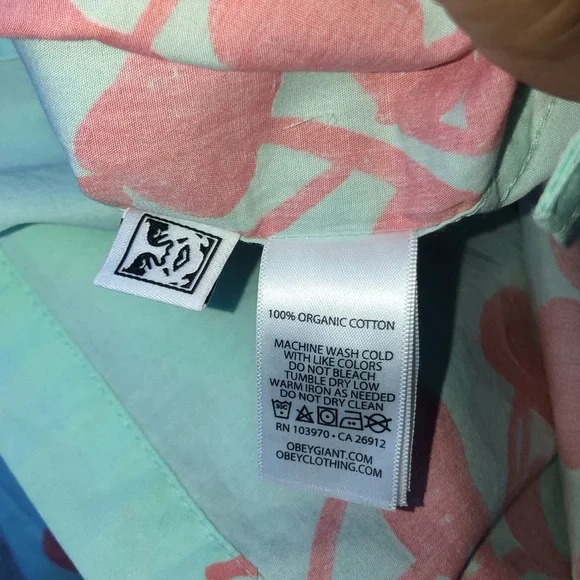 100% ORGANIC COTTON
MACHINE WASH COLD
WITH LIKE COLORS
DO NOT BLEACH
TUMBLE DRY LOW
WARM IRON AS NEEDED
DO NOT DRY CLEAN
RN 103970 • CA 26912
OBEYGIANT.COM
OBEYCLOTHING.COM